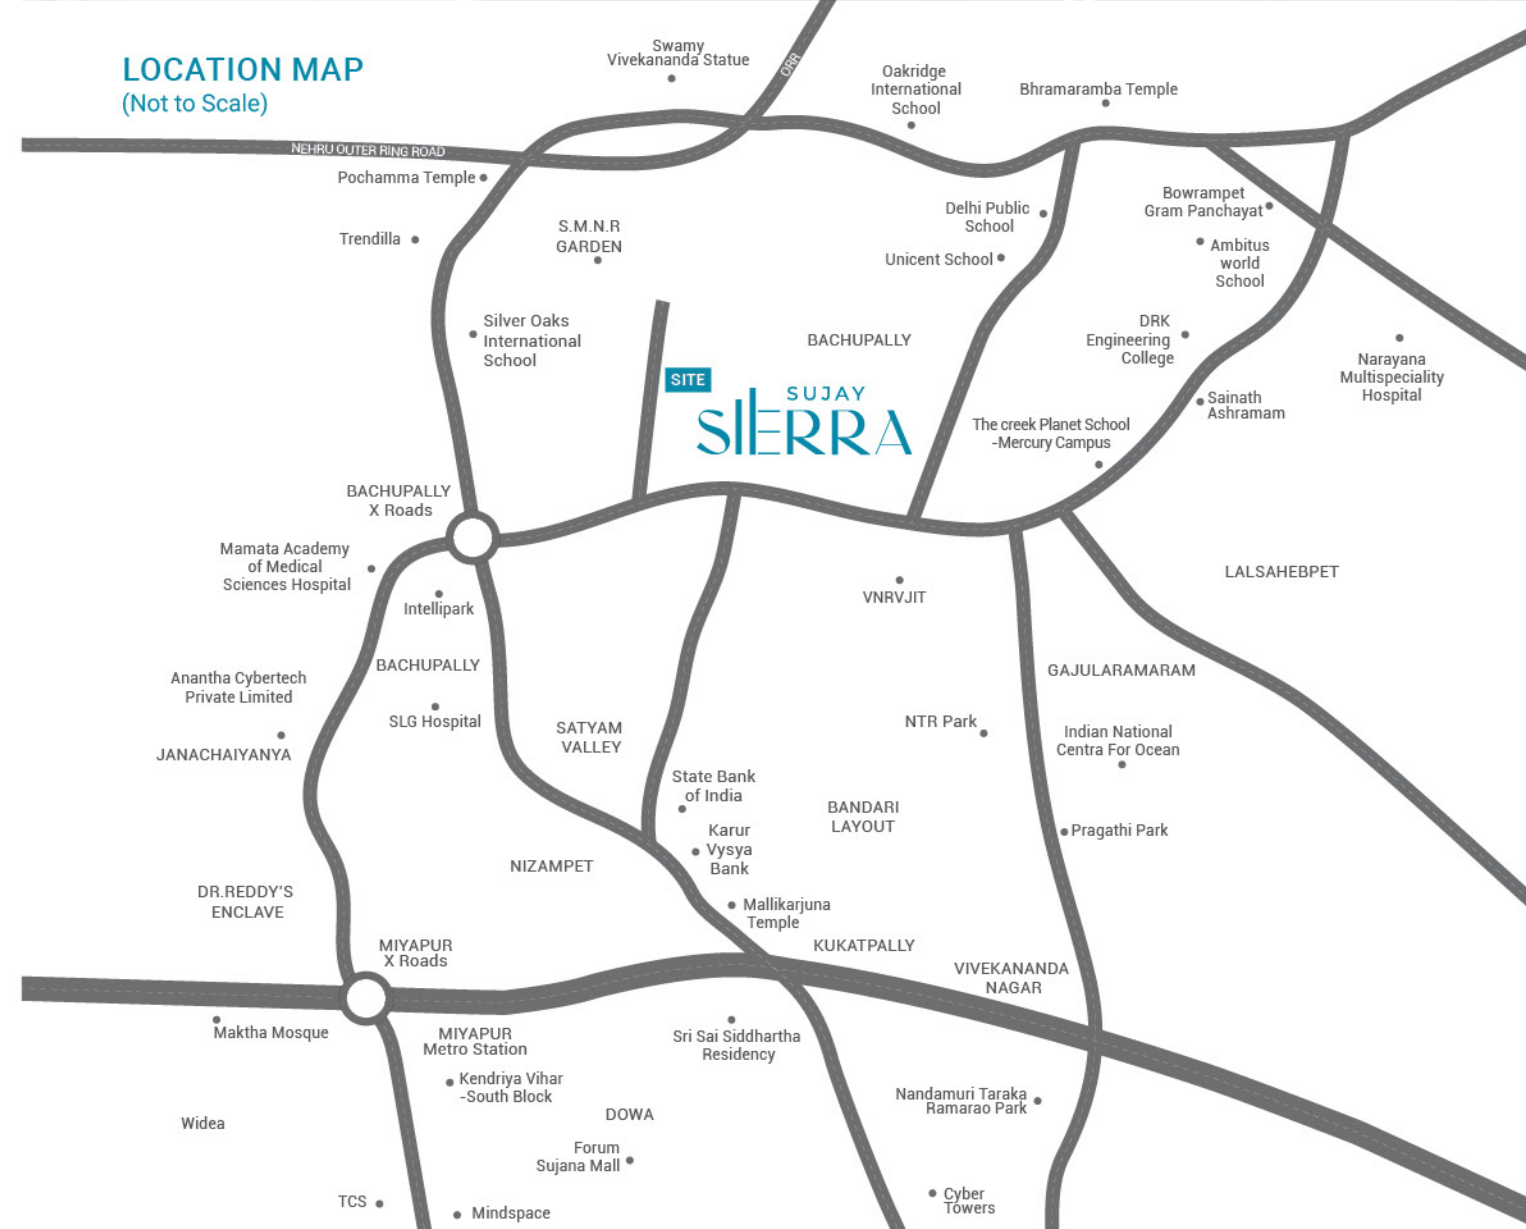 LOCATION MAP
(Not to Scale)
Swamy
Vivekananda Statue
ORR
Oakridge
International
School
Bhramaramba Temple
NEHRU OUTER RING ROAD
Pochamma Temple
Trendilla
S.M.N.R
GARDEN
Delhi Public
School
Unicent School
Bowrampet
Gram Panchayat
Ambitus
world
School
Silver Oaks
International
School
BACHUPALLY
DRK
Engineering
College
Narayana
Multispeciality
Hospital
SITE
SUJAY
SIERRA
Sainath
Ashramam
The creek Planet School
-Mercury Campus
BACHUPALLY
X Roads
Mamata Academy
of Medical
Sciences Hospital
Intellipark
VNRVJIT
LALSAHEBPET
BACHUPALLY
Anantha Cybertech
Private Limited
GAJULARAMARAM
SLG Hospital
SATYAM
VALLEY
NTR Park
Indian National
Centra For Ocean
JANACHAIYANYA
State Bank
of India
BANDARI
LAYOUT
Karur
Vysya
Bank
Pragathi Park
NIZAMPET
DR.REDDY'S
ENCLAVE
Mallikarjuna
Temple
MIYAPUR
X Roads
KUKATPALLY
VIVEKANANDA
NAGAR
Maktha Mosque
MIYAPUR
Metro Station
Sri Sai Siddhartha
Residency
Kendriya Vihar
-South Block
Nandamuri Taraka
Ramarao Park
Widea
DOWA
Forum
Sujana Mall
TCS
Mindspace
Cyber
Towers